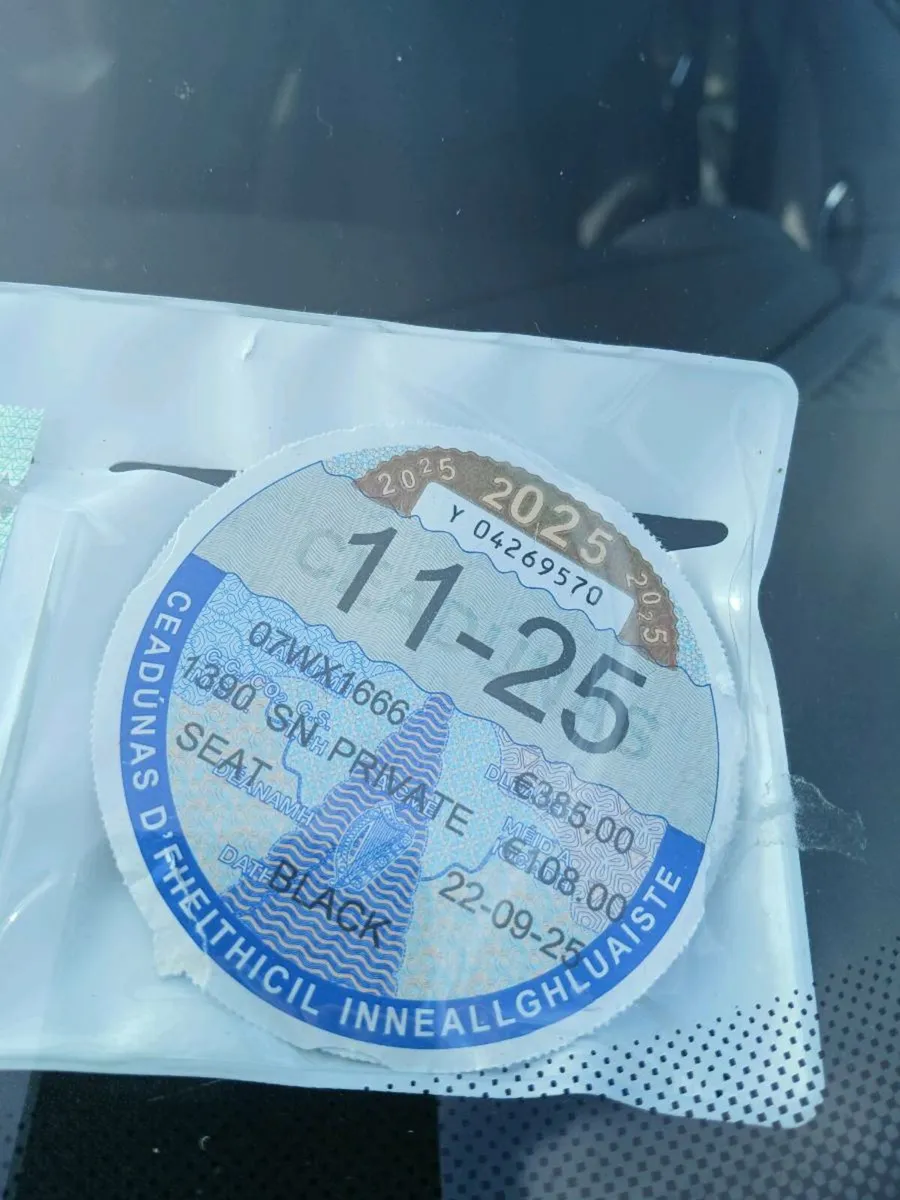 2025 2025 2025
Y 04269570
11-25
07WX1666
1390 SN PRIVATE €385.00
SEAT €108.00
BLACK 22-09-25
DATE
CEADÚNAS D'FHEITHICIL INNEALLGHLUAISTE